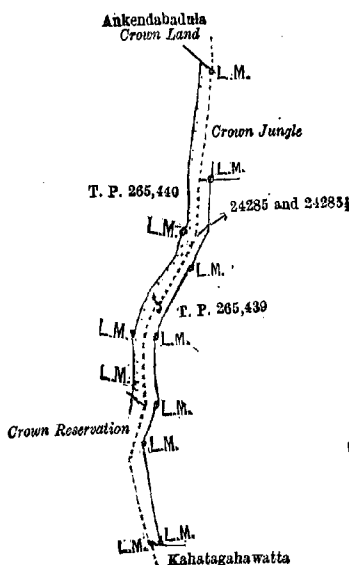 Ankendabadula
Crown Land
L.M.
Crown Jungle
L.M.
T. P. 265,440
24285 and 24285½
L.M.
L.M.
T. P. 265,439
L.M.
L.M.
L.M.
L.M.
Crown Reservation
L.M.
L.M.
Kahatagahawatta